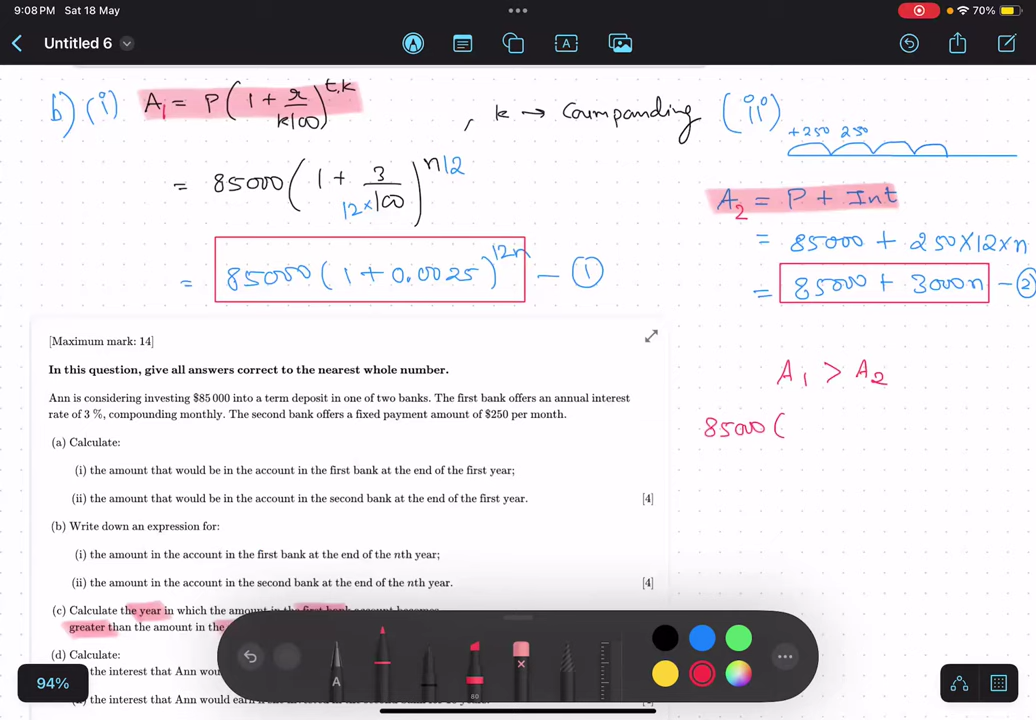 9:08 PM Sat 18 May
70%
Untitled 6
A
b) (i) A₁ = P(1 + r/k100)^t.k
, k → Coumpanding
= 85000(1 + 3/12×100)^n12
= 85000(1 + 0.0025)^12n — ①
(ii)
+250 250
A₂ = P + Int
= 85000 + 250×12×n
= 85000 + 3000n — ②
A₁ > A₂
85000(
[Maximum mark: 14]
In this question, give all answers correct to the nearest whole number.
Ann is considering investing $85 000 into a term deposit in one of two banks. The first bank offers an annual interest
rate of 3 %, compounding monthly. The second bank offers a fixed payment amount of $250 per month.
(a) Calculate:
(i) the amount that would be in the account in the first bank at the end of the first year;
(ii) the amount that would be in the account in the second bank at the end of the first year. [4]
(b) Write down an expression for:
(i) the amount in the account in the first bank at the end of the nth year;
(ii) the amount in the account in the second bank at the end of the nth year. [4]
(c) Calculate the year in which the amount in the first bank account becomes
greater than the amount in the
(d) Calculate:
the interest that Ann wou
the interest that Ann would ear
94%
A
80